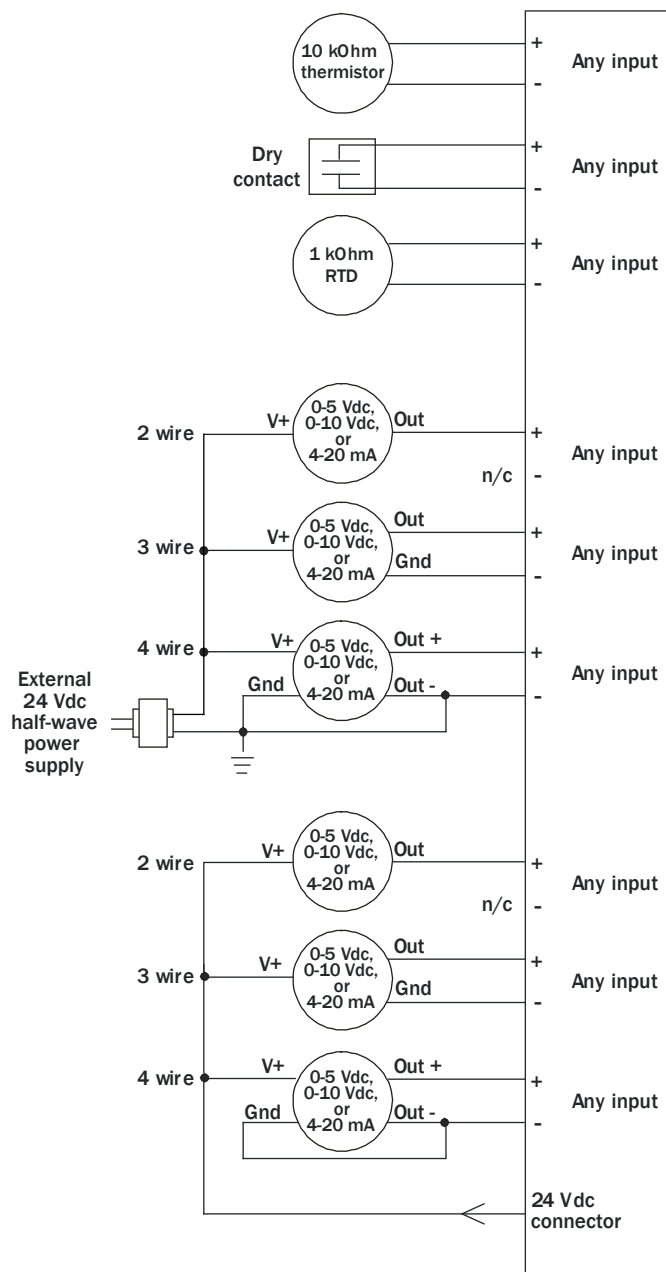 10 kOhm
thermistor
+
-
Any input
Dry
contact
+
-
Any input
1 kOhm
RTD
+
-
Any input
2 wire
V+
0-5 Vdc,
0-10 Vdc,
or
4-20 mA
Out
+
n/c
-
Any input
3 wire
V+
0-5 Vdc,
0-10 Vdc,
or
4-20 mA
Out
Gnd
+
-
Any input
4 wire
V+
Gnd
0-5 Vdc,
0-10 Vdc,
or
4-20 mA
Out +
Out -
+
-
Any input
External
24 Vdc
half-wave
power
supply
2 wire
V+
0-5 Vdc,
0-10 Vdc,
or
4-20 mA
Out
+
n/c
-
Any input
3 wire
V+
0-5 Vdc,
0-10 Vdc,
or
4-20 mA
Out
Gnd
+
-
Any input
4 wire
V+
Gnd
0-5 Vdc,
0-10 Vdc,
or
4-20 mA
Out +
Out -
+
-
Any input
24 Vdc
connector